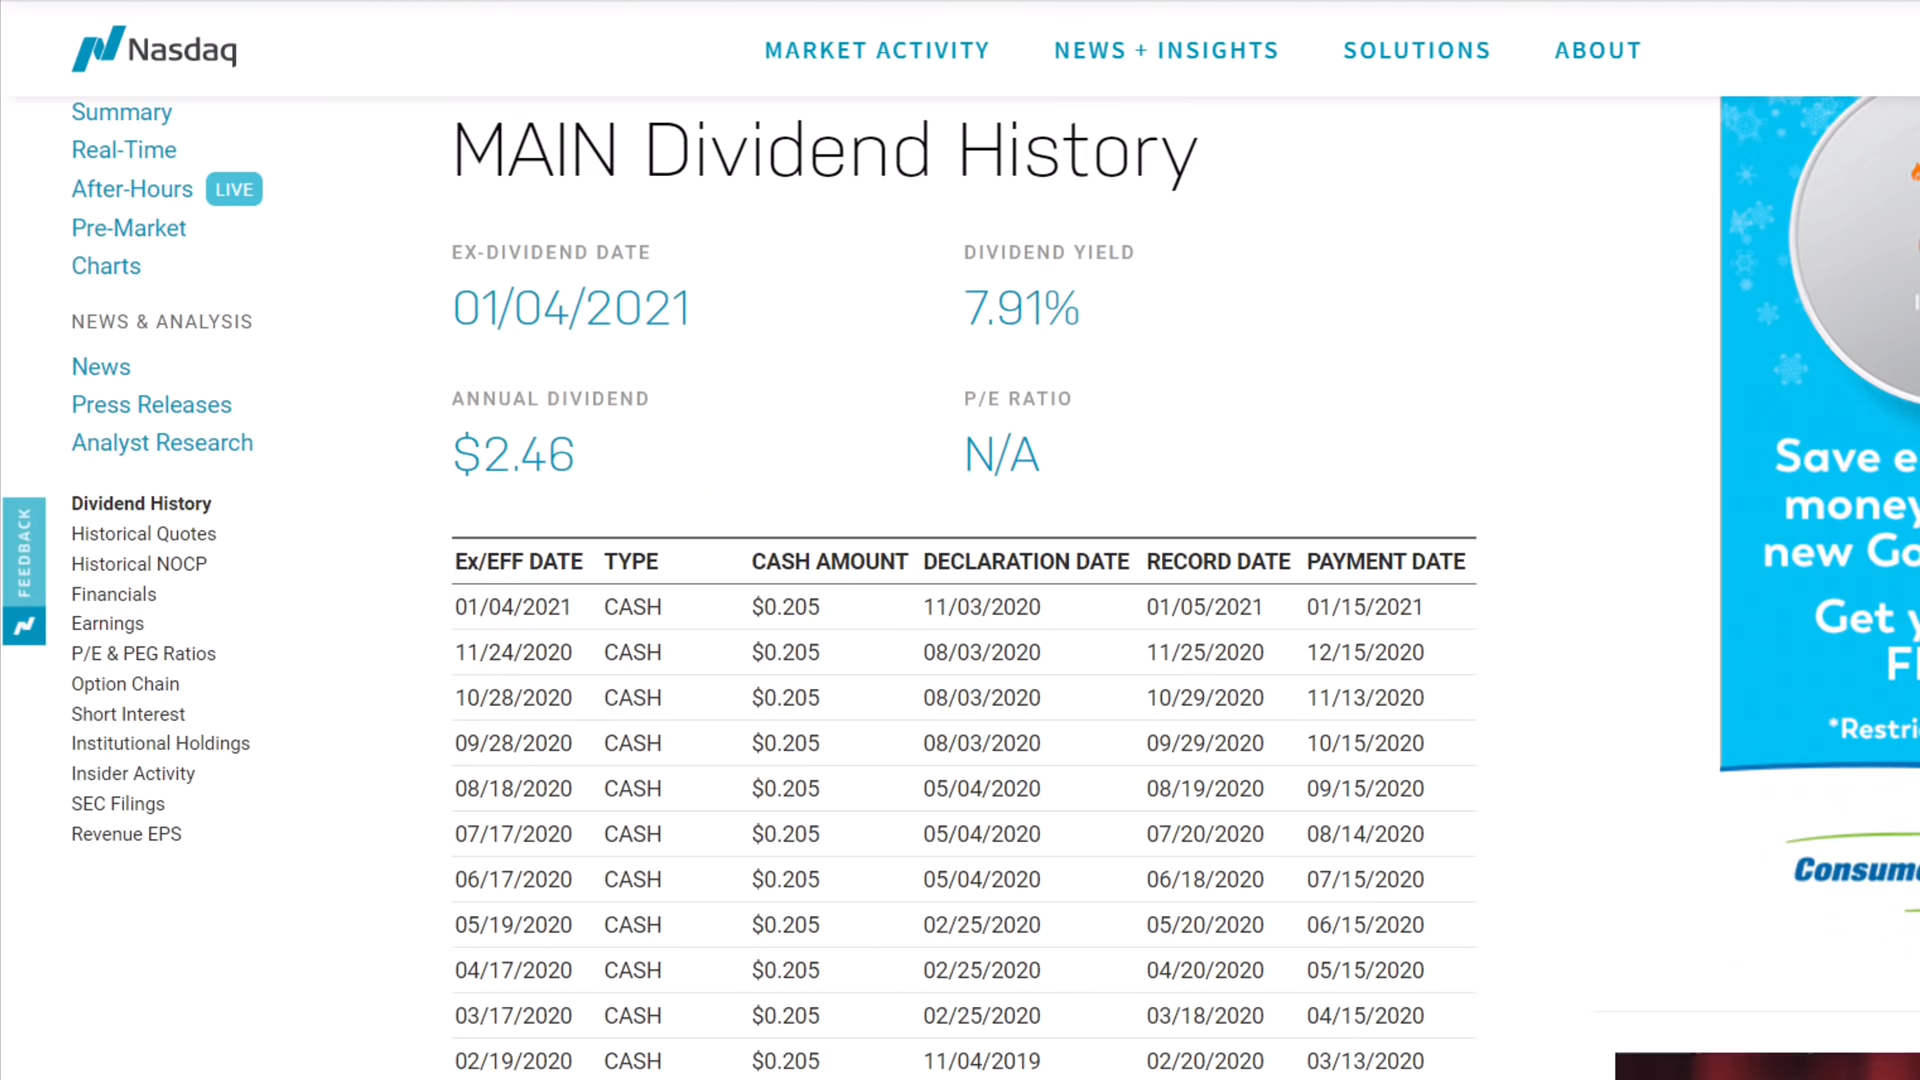 Nasdaq
MARKET ACTIVITY NEWS + INSIGHTS SOLUTIONS ABOUT
Summary
Real-Time
After-Hours LIVE
Pre-Market
Charts
NEWS & ANALYSIS
News
Press Releases
Analyst Research
Dividend History
Historical Quotes
Historical NOCP
Financials
Earnings
P/E & PEG Ratios
Option Chain
Short Interest
Institutional Holdings
Insider Activity
SEC Filings
Revenue EPS
FEEDBACK
MAIN Dividend History
EX-DIVIDEND DATE DIVIDEND YIELD
01/04/2021 7.91%
ANNUAL DIVIDEND P/E RATIO
$2.46 N/A
Ex/EFF DATE TYPE CASH AMOUNT DECLARATION DATE RECORD DATE PAYMENT DATE
01/04/2021 CASH $0.205 11/03/2020 01/05/2021 01/15/2021
11/24/2020 CASH $0.205 08/03/2020 11/25/2020 12/15/2020
10/28/2020 CASH $0.205 08/03/2020 10/29/2020 11/13/2020
09/28/2020 CASH $0.205 08/03/2020 09/29/2020 10/15/2020
08/18/2020 CASH $0.205 05/04/2020 08/19/2020 09/15/2020
07/17/2020 CASH $0.205 05/04/2020 07/20/2020 08/14/2020
06/17/2020 CASH $0.205 05/04/2020 06/18/2020 07/15/2020
05/19/2020 CASH $0.205 02/25/2020 05/20/2020 06/15/2020
04/17/2020 CASH $0.205 02/25/2020 04/20/2020 05/15/2020
03/17/2020 CASH $0.205 02/25/2020 03/18/2020 04/15/2020
02/19/2020 CASH $0.205 11/04/2019 02/20/2020 03/13/2020
Save
money
new
Get